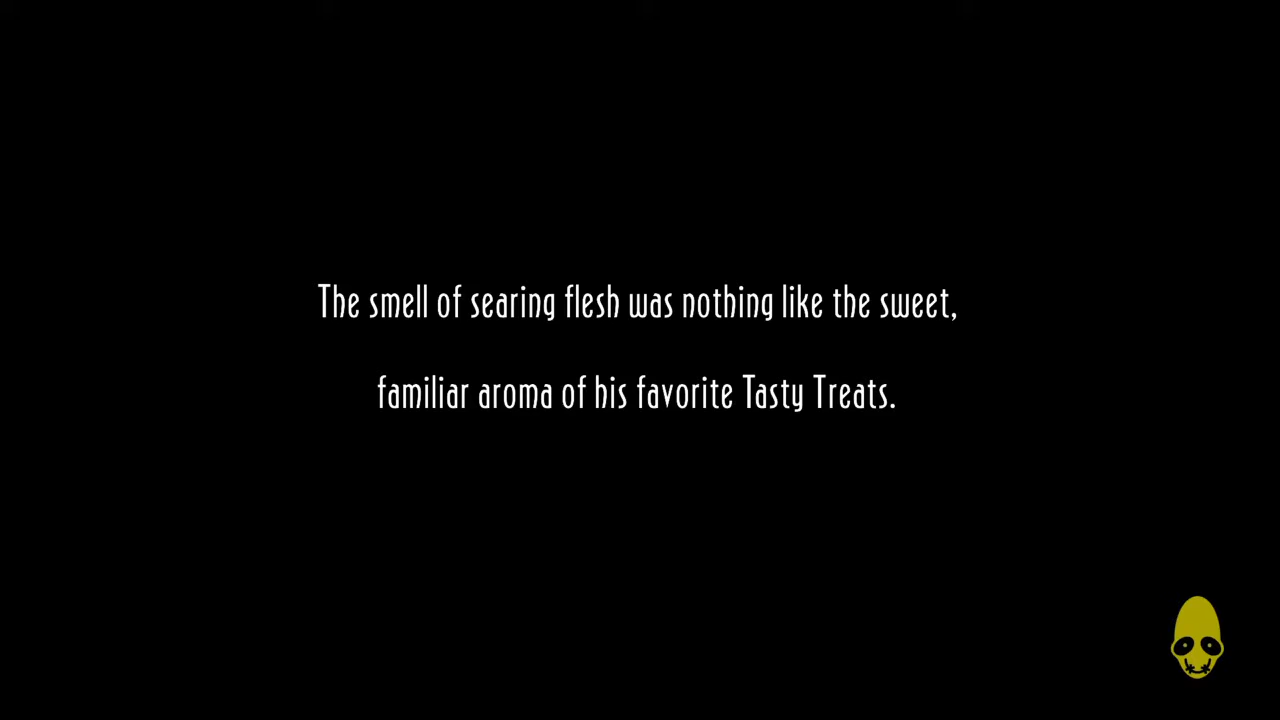 The smell of searing flesh was nothing like the sweet,
familiar aroma of his favorite Tasty Treats.